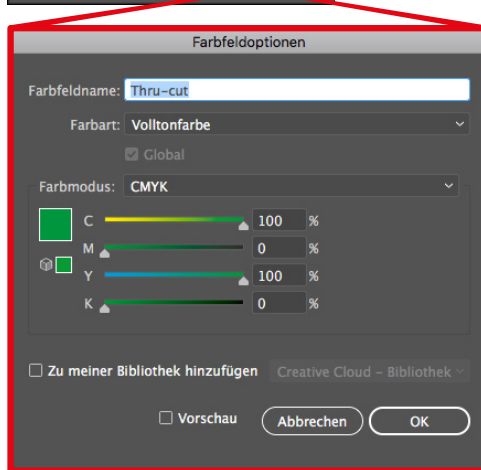 Farbfeldoptionen
Farbfeldname: Thru-cut
Farbart: Volltonfarbe
Global
Farbmodus: CMYK
C 100 %
M 0 %
Y 100 %
K 0 %
Zu meiner Bibliothek hinzufügen Creative Cloud – Bibliothek
Vorschau Abbrechen OK